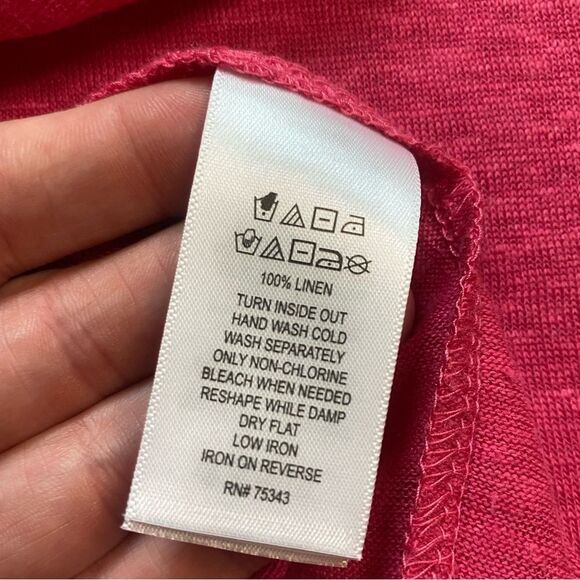 100% LINEN
TURN INSIDE OUT
HAND WASH COLD
WASH SEPARATELY
ONLY NON-CHLORINE
BLEACH WHEN NEEDED
RESHAPE WHILE DAMP
DRY FLAT
LOW IRON
IRON ON REVERSE
RN# 75343